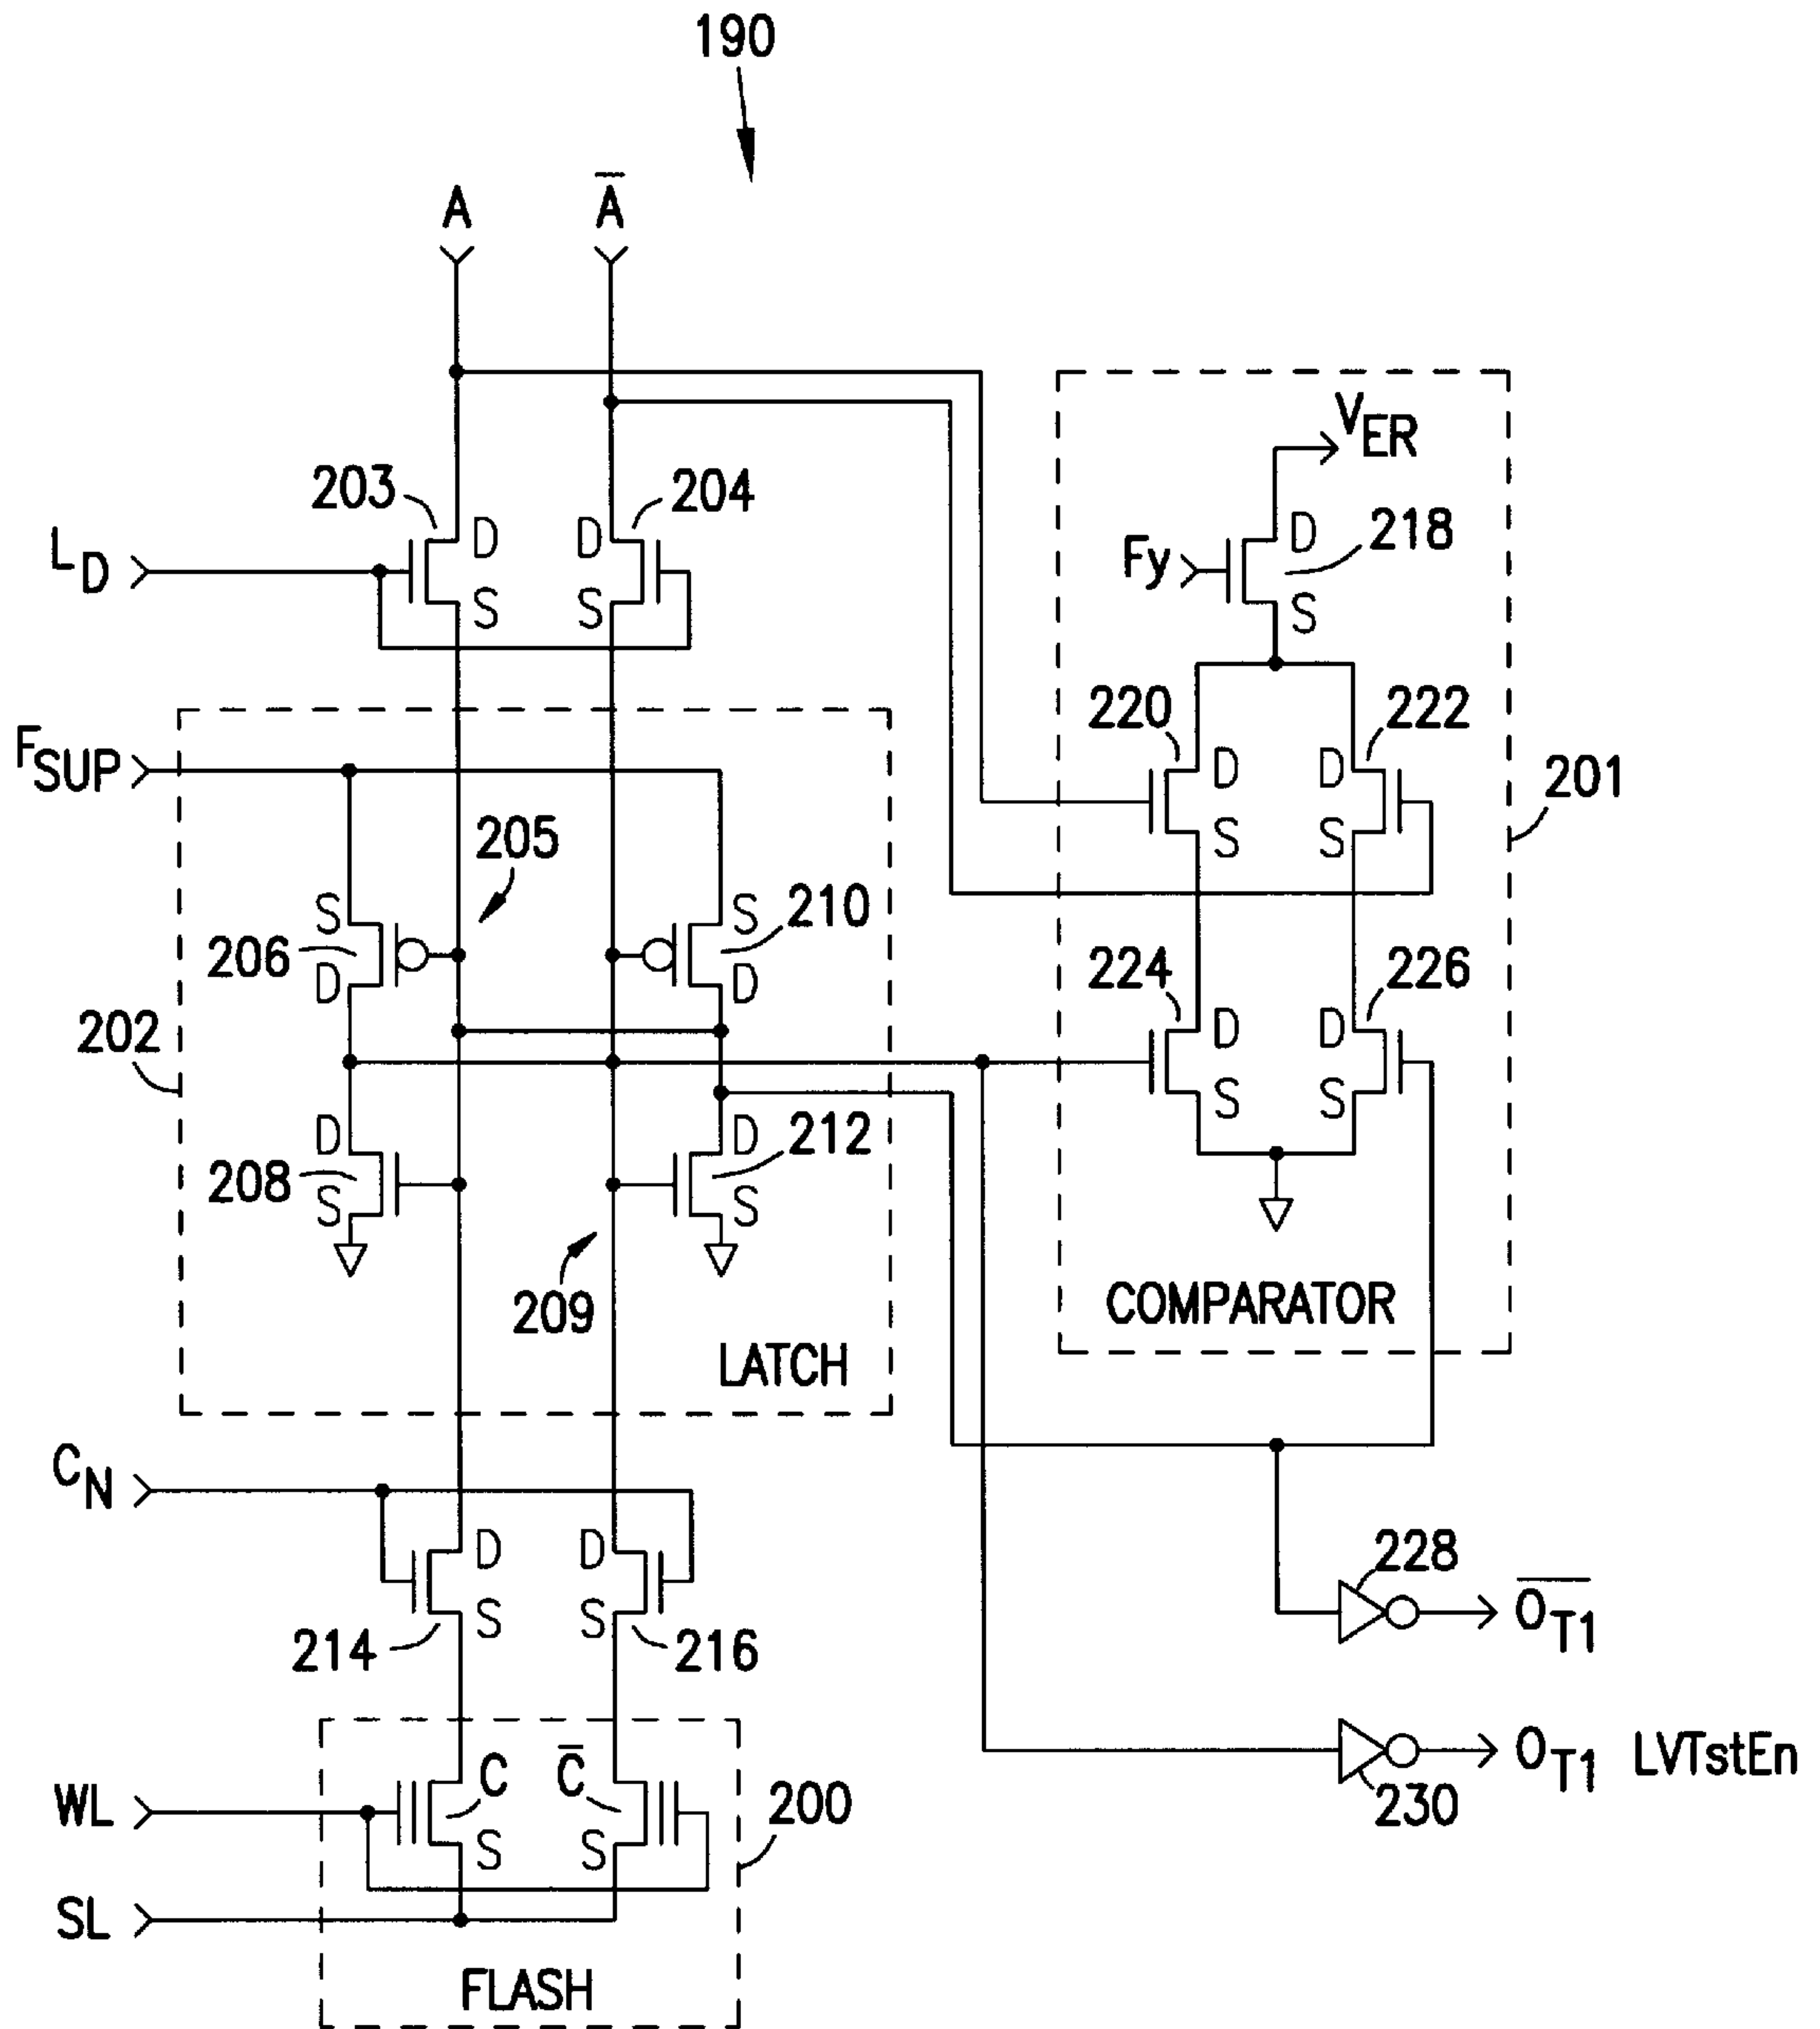 190
A A̅
V_ER
203 D D 204
L_D
S S
Fy D 218
S
220 222
F_SUP
D D 201
S S
205
S S 210
206 D D
224 226
202
D D
S S
D D 212
208 S S
209
COMPARATOR
LATCH
C_N
D D
228
O̅_T1
S S
214 216
C C̅
O_T1 LVTstEn
WL
200
230
S S
SL
FLASH